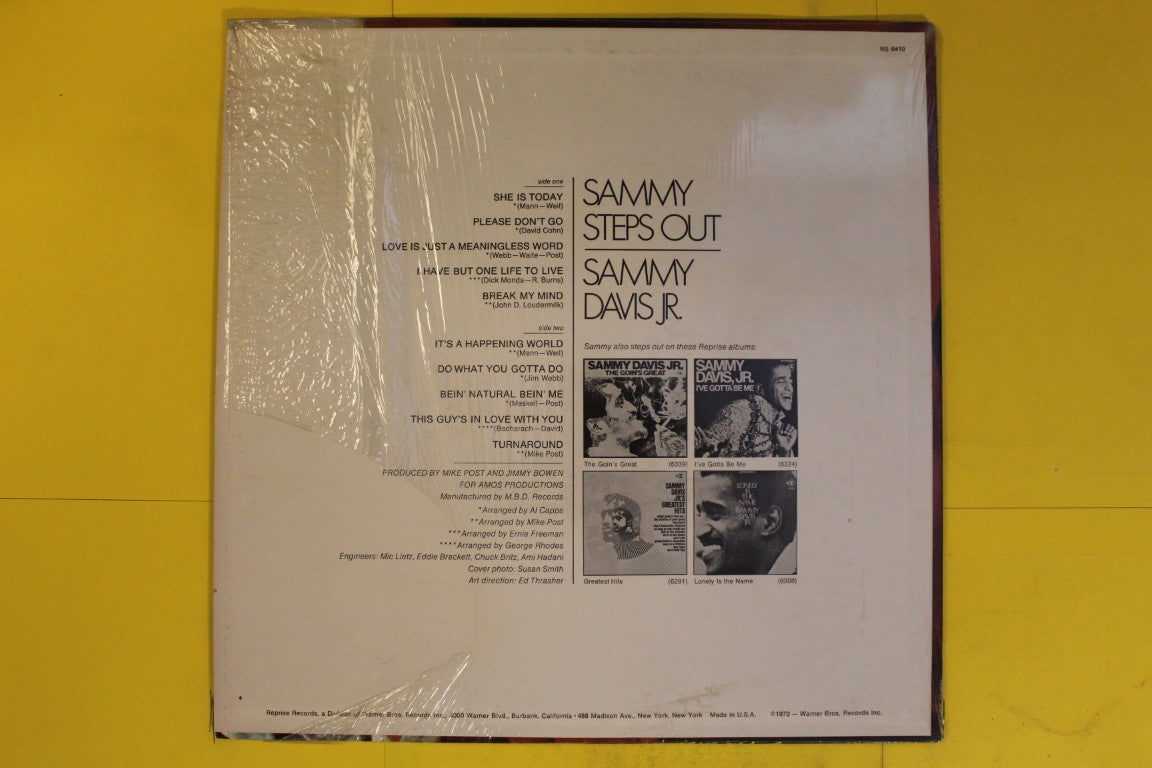 RS 6410
side one
SHE IS TODAY
*(Mann—Weil)
PLEASE DON'T GO
*(David Cohn)
LOVE IS JUST A MEANINGLESS WORD
*(Webb—Waite—Post)
I HAVE BUT ONE LIFE TO LIVE
***(Dick Monda—R. Burns)
BREAK MY MIND
**(John D. Loudermilk)
side two
IT'S A HAPPENING WORLD
**(Mann—Weil)
DO WHAT YOU GOTTA DO
*(Jim Webb)
BEIN' NATURAL BEIN' ME
*(Meskell—Post)
THIS GUY'S IN LOVE WITH YOU
****(Bacharach—David)
TURNAROUND
**(Mike Post)
PRODUCED BY MIKE POST AND JIMMY BOWEN
FOR AMOS PRODUCTIONS
Manufactured by M.B.D. Records
*Arranged by Al Capps
**Arranged by Mike Post
***Arranged by Ernie Freeman
****Arranged by George Rhodes
Engineers: Mic Lietz, Eddie Brackett, Chuck Britz, Ami Hadani
Cover photo: Susan Smith
Art direction: Ed Thrasher
SAMMY
STEPS OUT
SAMMY
DAVIS JR.
Sammy also steps out on these Reprise albums:
SAMMY DAVIS JR.
THE GOIN'S GREAT
The Goin's Great (6339)
SAMMY
DAVIS, JR.
I'VE GOTTA BE ME
I've Gotta Be Me (6324)
SAMMY
DAVIS
JR.'S
GREATEST
HITS
Greatest Hits (6291)
LONELY
IS
THE
NAME
SAMMY
DAVIS
JR.
Lonely Is the Name (6308)
Reprise Records, a Division of Warner Bros. Records Inc., 4000 Warner Blvd., Burbank, California • 488 Madison Ave., New York, New York Made in U.S.A. ©1970 — Warner Bros. Records Inc.